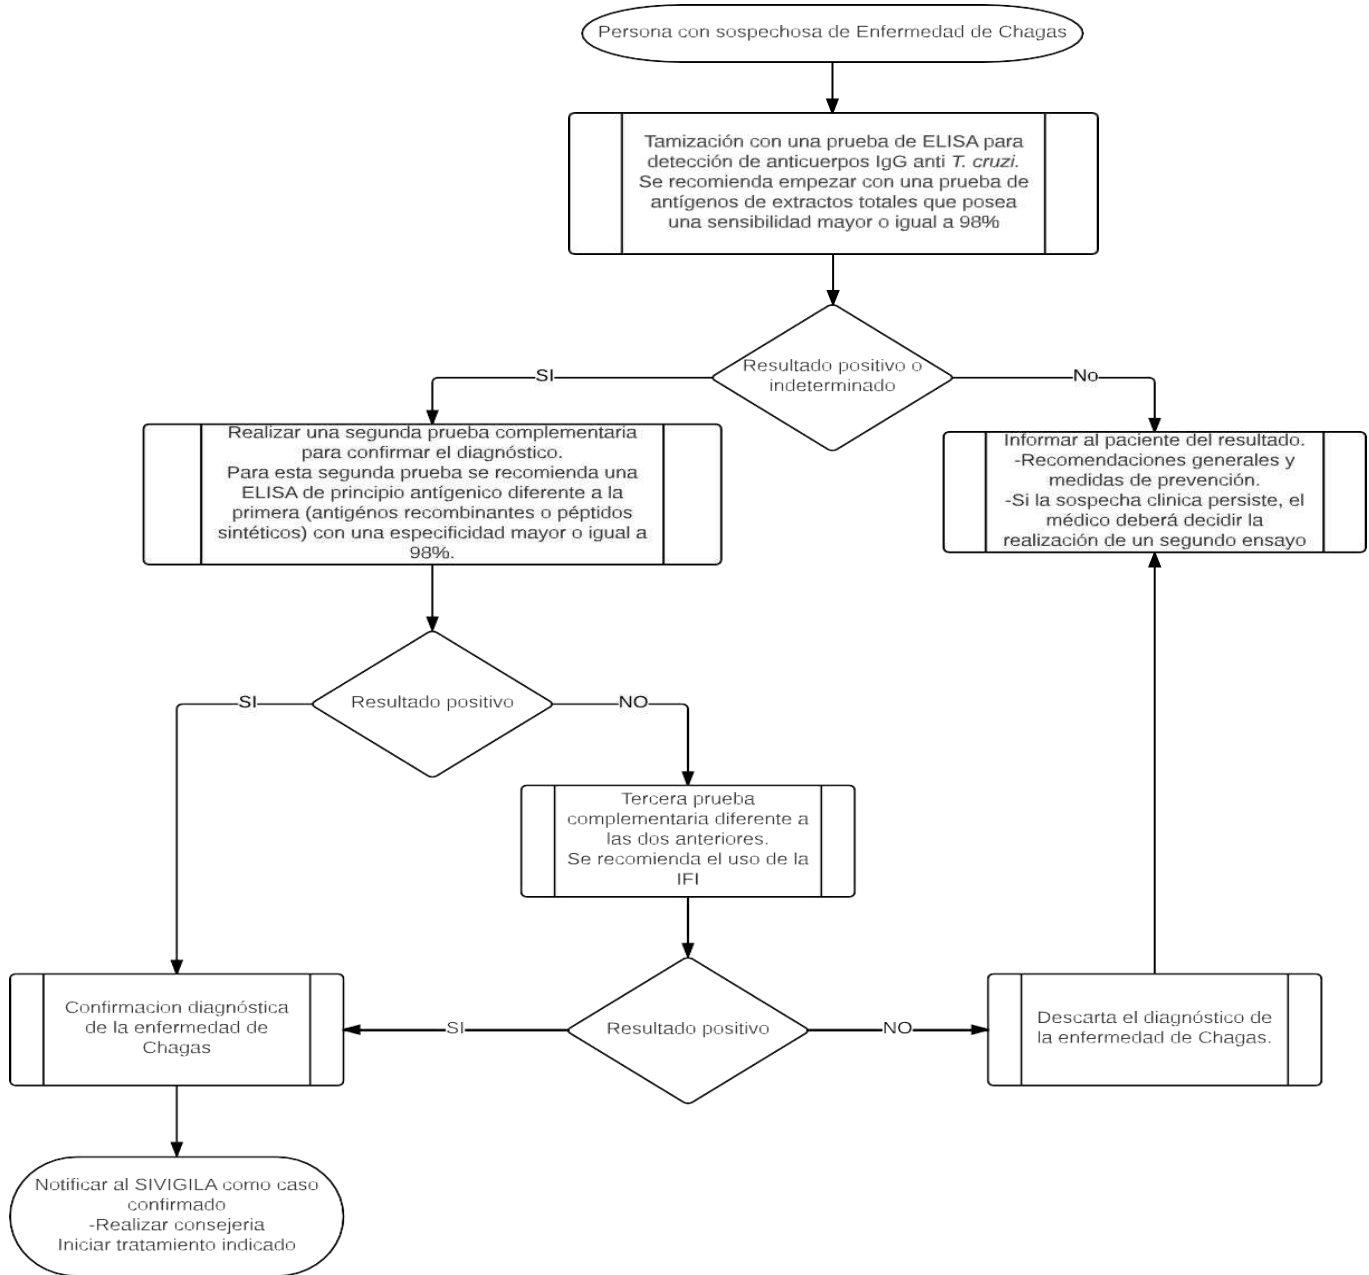 Persona con sospechosa de Enfermedad de Chagas
Tamización con una prueba de ELISA para
detección de anticuerpos IgG anti T. cruzi.
Se recomienda empezar con una prueba de
antígenos de extractos totales que posea
una sensibilidad mayor o igual a 98%
Resultado positivo o
indeterminado
SI
No
Realizar una segunda prueba complementaria
para confirmar el diagnóstico.
Para esta segunda prueba se recomienda una
ELISA de principio antígenico diferente a la
primera (antigénos recombinantes o péptidos
sintéticos) con una especificidad mayor o igual a
98%.
Informar al paciente del resultado.
-Recomendaciones generales y
medidas de prevención.
-Si la sospecha clinica persiste, el
médico deberá decidir la
realización de un segundo ensayo
Resultado positivo
SI
NO
Tercera prueba
complementaria diferente a
las dos anteriores.
Se recomienda el uso de la
IFI
Confirmacion diagnóstica
de la enfermedad de
Chagas
SI
Resultado positivo
NO
Descarta el diagnóstico de
la enfermedad de Chagas.
Notificar al SIVIGILA como caso
confirmado
-Realizar consejeria
Iniciar tratamiento indicado